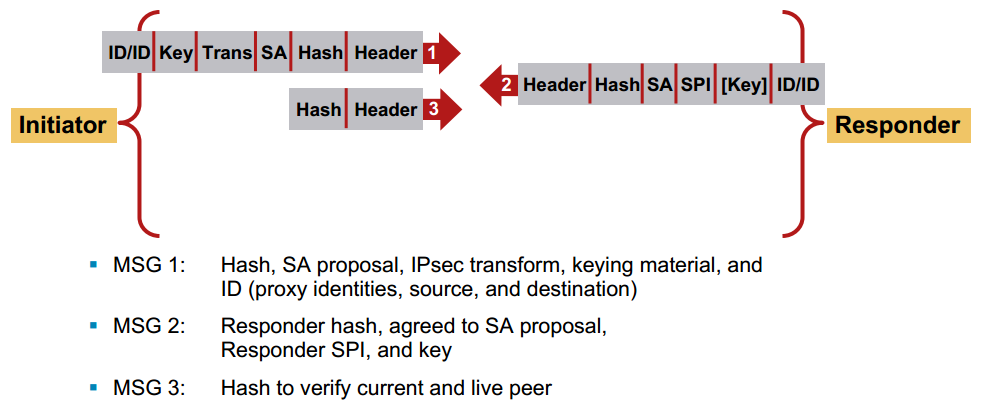 ID/ID Key Trans SA Hash Header 1
2 Header Hash SA SPI [Key] ID/ID
Hash Header 3
Initiator
Responder
▪ MSG 1: Hash, SA proposal, IPsec transform, keying material, and
ID (proxy identities, source, and destination)
▪ MSG 2: Responder hash, agreed to SA proposal,
Responder SPI, and key
▪ MSG 3: Hash to verify current and live peer